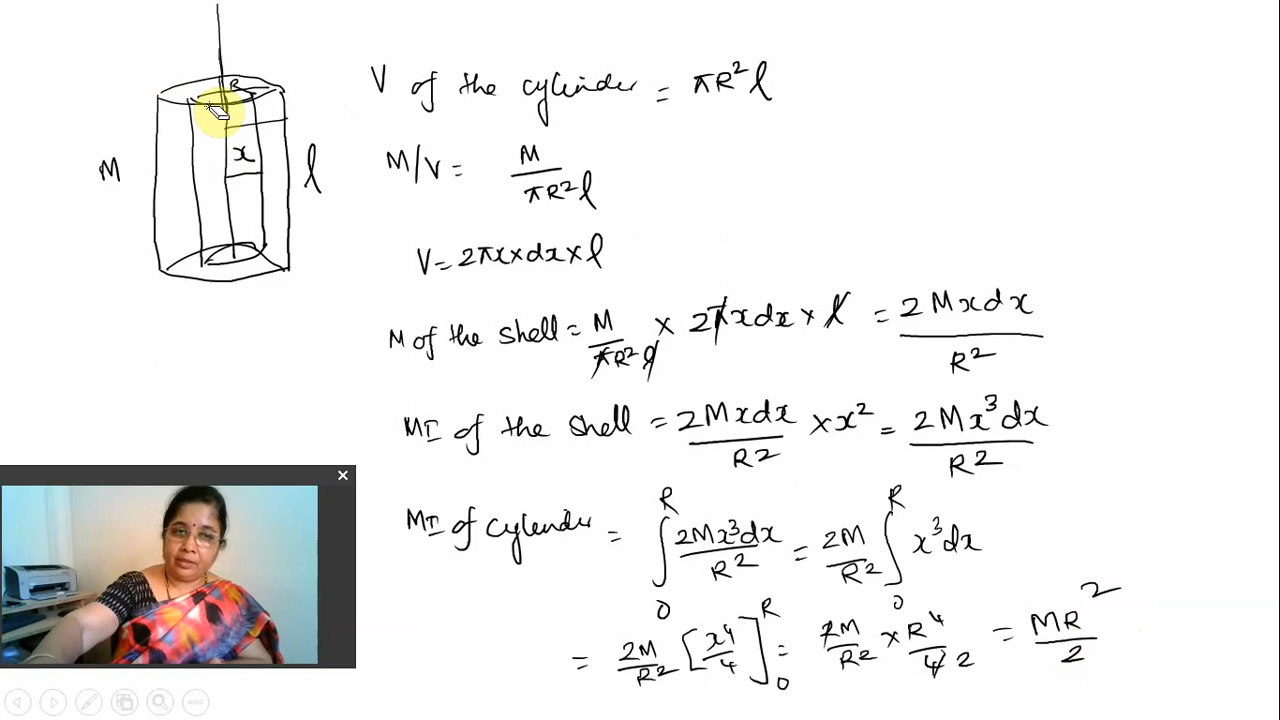 R
x
M
l
V of the cylinder = πR²l
M/V = M/πR²l
V = 2πx×dx×l
M of the shell = M/πR²l × 2πxdx × l = 2Mxdx/R²
MI of the shell = 2Mxdx/R² × x² = 2Mx³dx/R²
MI of cylinder = ∫₀ᴿ 2Mx³dx/R² = 2M/R² ∫₀ᴿ x³dx
= 2M/R² [x⁴/4]₀ᴿ = 2M/R² × R⁴/4 2 = MR²/2